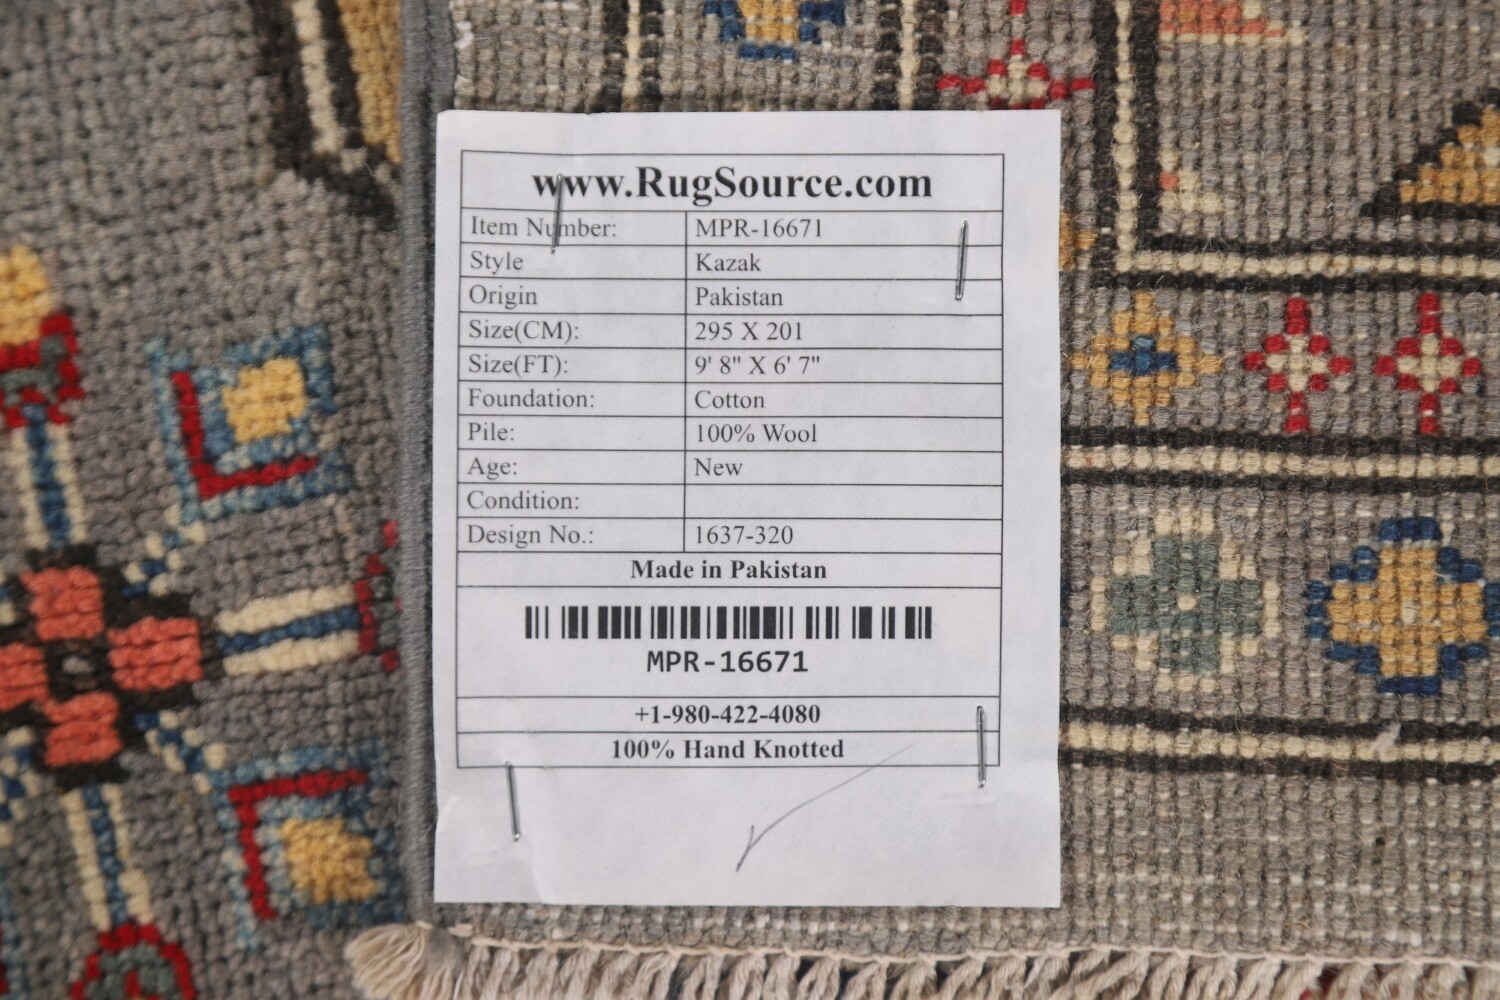 www.RugSource.com
Item Number: MPR-16671
Style Kazak
Origin Pakistan
Size(CM): 295 X 201
Size(FT): 9' 8" X 6' 7"
Foundation: Cotton
Pile: 100% Wool
Age: New
Condition:
Design No.: 1637-320
Made in Pakistan
MPR-16671
+1-980-422-4080
100% Hand Knotted